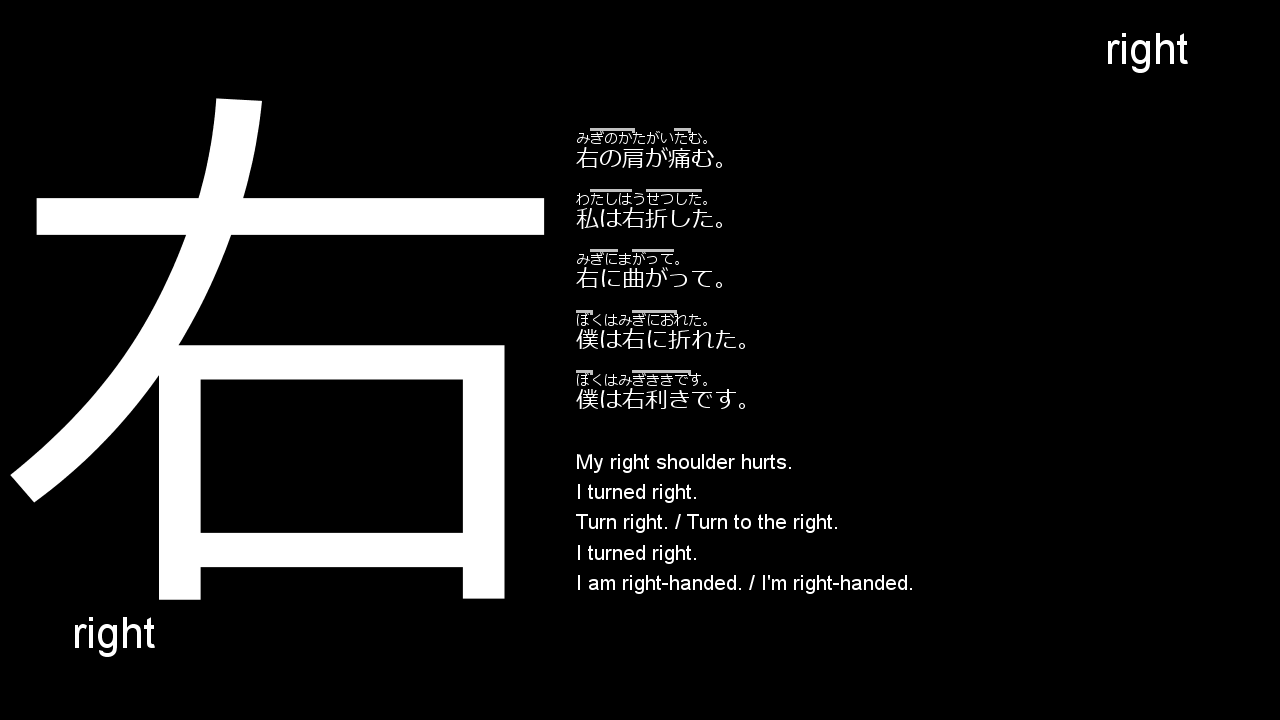 right
右
みぎのかたがいたむ。
右の肩が痛む。
わたしはうせつした。
私は右折した。
みぎにまがって。
右に曲がって。
ぼくはみぎにおれた。
僕は右に折れた。
ぼくはみぎききです。
僕は右利きです。
My right shoulder hurts.
I turned right.
Turn right. / Turn to the right.
I turned right.
I am right-handed. / I'm right-handed.
right